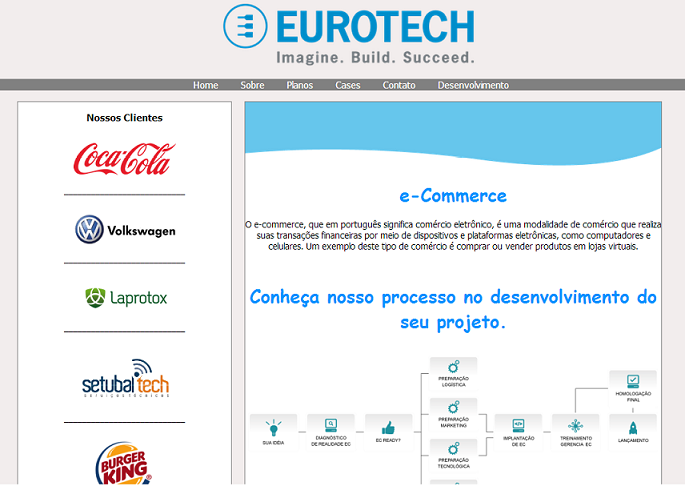 EUROTECH
Imagine. Build. Succeed.
Home Sobre Planos Cases Contato Desenvolvimento
Nossos Clientes
Coca-Cola
Volkswagen
Laprotox
setubal tech
serviços técnicos
BURGER
KING
e-Commerce
O e-commerce, que em português significa comércio eletrônico, é uma modalidade de comércio que realiza
suas transações financeiras por meio de dispositivos e plataformas eletrônicas, como computadores e
celulares. Um exemplo deste tipo de comércio é comprar ou vender produtos em lojas virtuais.
Conheça nosso processo no desenvolvimento do
seu projeto.
SUA IDÉIA
DIAGNÓSTICO
DE REALIDADE EC
EC READY?
PREPARAÇÃO
LOGÍSTICA
PREPARAÇÃO
MARKETING
PREPARAÇÃO
TECNOLÓGICA
IMPLANTAÇÃO
DE EC
TREINAMENTO
GERENCIA EC
HOMOLOGAÇÃO
FINAL
LANÇAMENTO